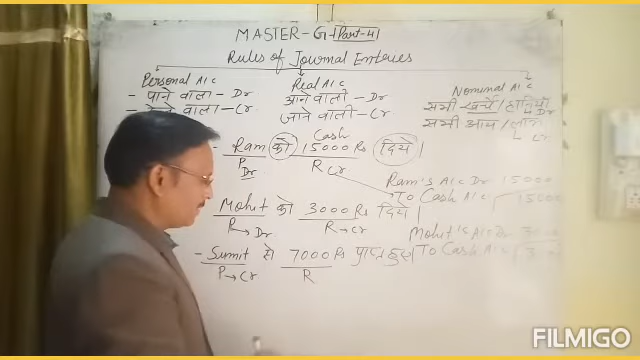 MASTER-G Part-4
Rules of Journal Entries
Personal A/c
- पाने वाला - Dr
वाला - Cr
Real A/c
आने वाली - Dr
जाने वाली - Cr
Nominal A/c
सभी खर्चे / हानियाँ
Dr
सभी आय /
Cr
Cash
- Ram को 15000 Rs दिये।
P R Cr
Dr
Ram's A/c Dr 15000
To Cash A/c 15000
Mohit को 3000 Rs दिये।
R → Dr. R → Cr
Mohit's A/c Dr
To Cash A/c
- Sumit से 7000 Rs प्राप्त हुए।
P → Cr R
FILMIGO